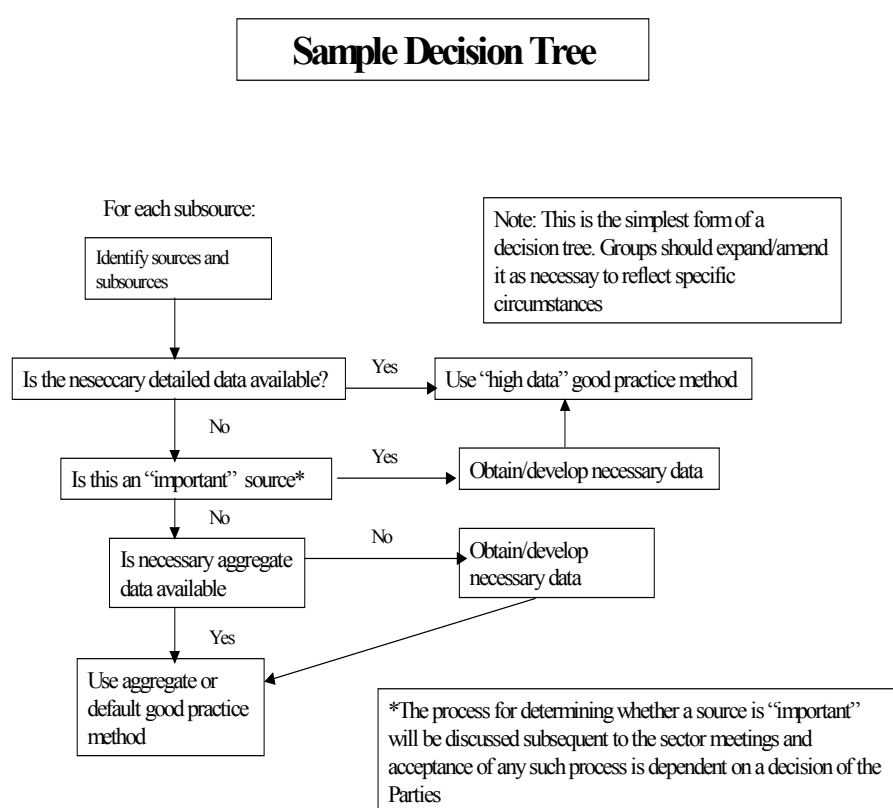 Sample Decision Tree
For each subsource:
Identify sources and
subsources
Note: This is the simplest form of a
decision tree. Groups should expand/amend
it as necessay to reflect specific
circumstances
Is the neseccary detailed data available?
Yes
Use “high data” good practice method
No
Is this an “important” source*
Yes
Obtain/develop necessary data
No
Is necessary aggregate
data available
No
Obtain/develop
necessary data
Yes
Use aggregate or
default good practice
method
*The process for determining whether a source is “important”
will be discussed subsequent to the sector meetings and
acceptance of any such process is dependent on a decision of the
Parties